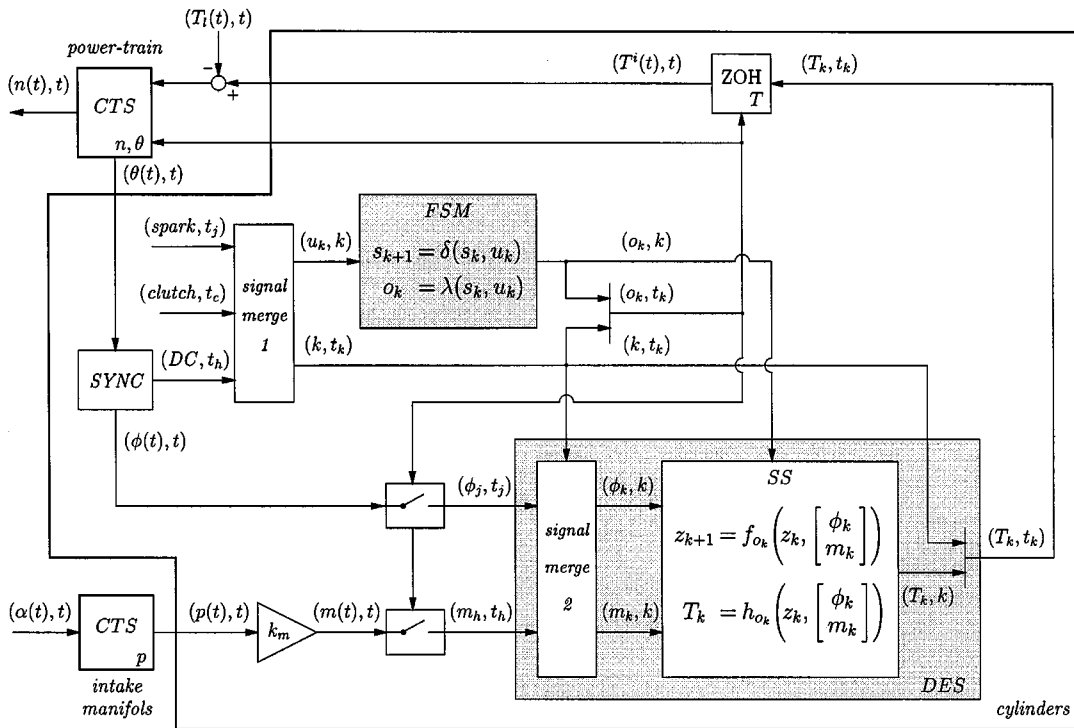 (T_l(t), t)
power-train
(n(t), t)
CTS
n, θ
−
+
(T^i(t), t)
ZOH
T
(T_k, t_k)
(θ(t), t)
(spark, t_j)
(clutch, t_c)
signal
merge
1
(u_k, k)
FSM
s_{k+1} = δ(s_k, u_k)
o_k = λ(s_k, u_k)
(o_k, k)
(o_k, t_k)
(k, t_k)
(k, t_k)
SYNC
(DC, t_h)
(ϕ(t), t)
(ϕ_j, t_j)
signal
merge
2
(ϕ_k, k)
SS
z_{k+1} = f_{o_k}(z_k, [ϕ_k
m_k])
T_k = h_{o_k}(z_k, [ϕ_k
m_k])
(T_k, t_k)
(T_k, k)
(α(t), t)
CTS
p
(p(t), t)
k_m
(m(t), t)
(m_h, t_h)
(m_k, k)
DES
intake
manifols
cylinders